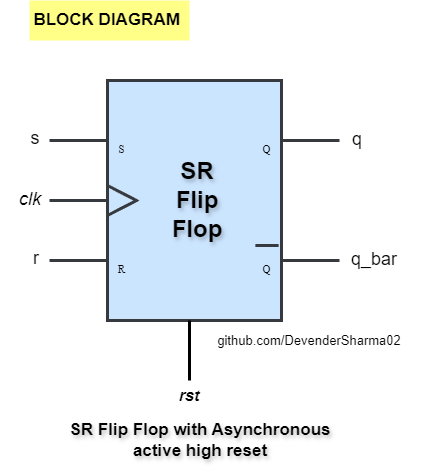 BLOCK DIAGRAM
s
S
Q
q
SR
Flip
Flop
clk
r
R
Q
q_bar
github.com/DevenderSharma02
rst
SR Flip Flop with Asynchronous
active high reset